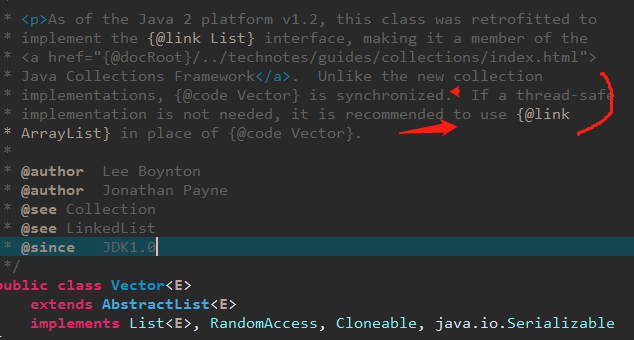 * <p>As of the Java 2 platform v1.2, this class was retrofitted to
* implement the {@link List} interface, making it a member of the
* <a href="{@docRoot}/../technotes/guides/collections/index.html">
* Java Collections Framework</a>.  Unlike the new collection
* implementations, {@code Vector} is synchronized.  If a thread-safe
* implementation is not needed, it is recommended to use {@link
* ArrayList} in place of {@code Vector}.
*
* @author  Lee Boynton
* @author  Jonathan Payne
* @see Collection
* @see LinkedList
* @since   JDK1.0
*/
public class Vector<E>
extends AbstractList<E>
implements List<E>, RandomAccess, Cloneable, java.io.Serializable